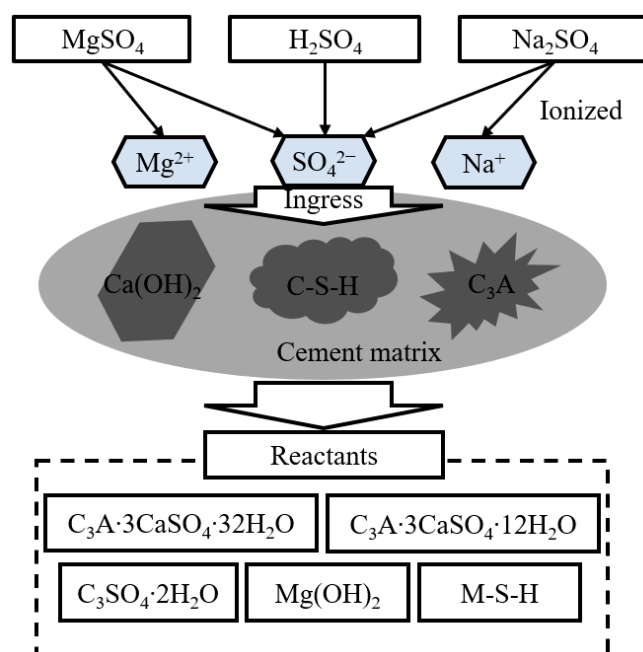 MgSO₄
H₂SO₄
Na₂SO₄
Ionized
Mg²⁺
SO₄²⁻
Na⁺
Ingress
Ca(OH)₂
C-S-H
C₃A
Cement matrix
Reactants
C₃A·3CaSO₄·32H₂O
C₃A·3CaSO₄·12H₂O
C₃SO₄·2H₂O
Mg(OH)₂
M-S-H